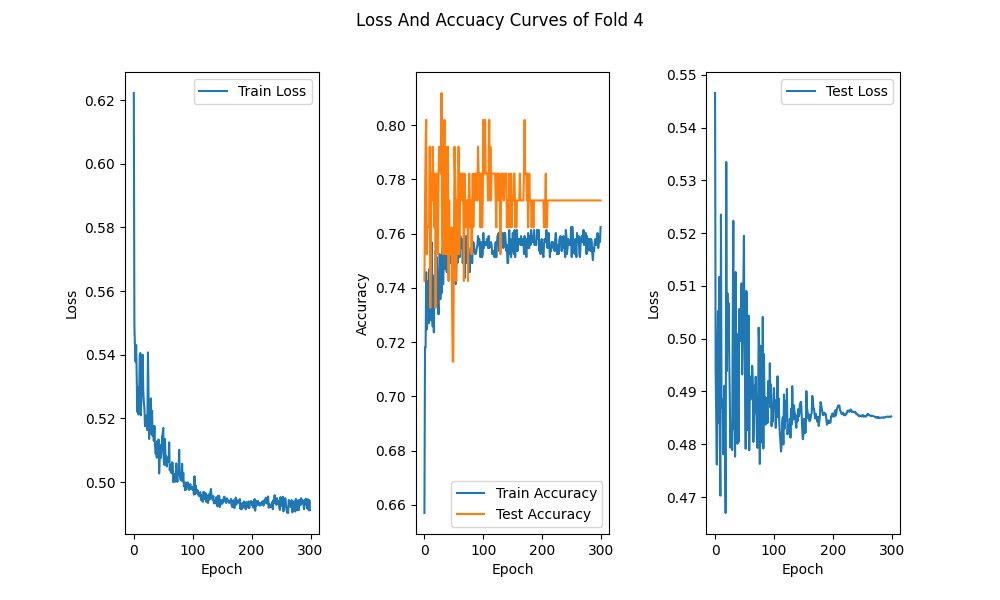 Loss And Accuacy Curves of Fold 4
Train Loss
0.62
0.60
0.58
0.56
0.54
0.52
0.50
Loss
0 100 200 300
Epoch
0.80
0.78
0.76
0.74
0.72
0.70
0.68
0.66
Accuracy
Train Accuracy
Test Accuracy
0 100 200 300
Epoch
Test Loss
0.55
0.54
0.53
0.52
0.51
0.50
0.49
0.48
0.47
Loss
0 100 200 300
Epoch